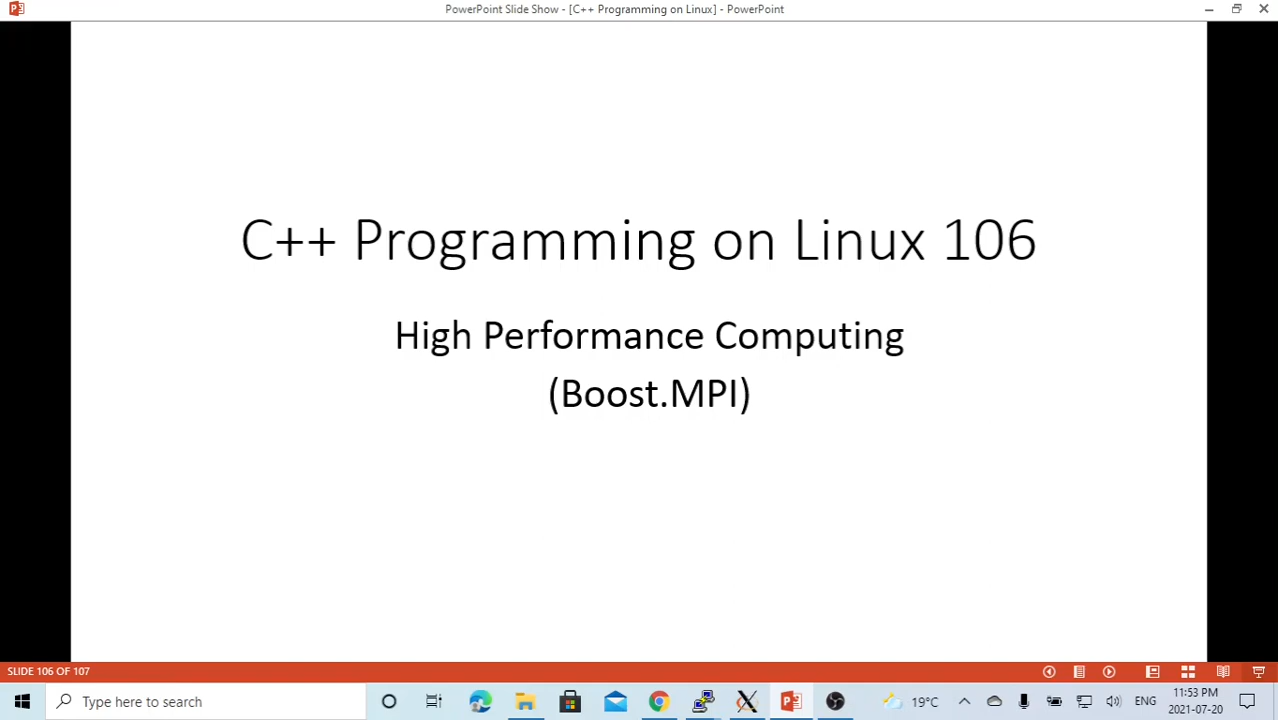 PowerPoint Slide Show - [C++ Programming on Linux] - PowerPoint
C++ Programming on Linux 106
High Performance Computing
(Boost.MPI)
SLIDE 106 OF 107
Type here to search
19°C
ENG
11:53 PM
2021-07-20